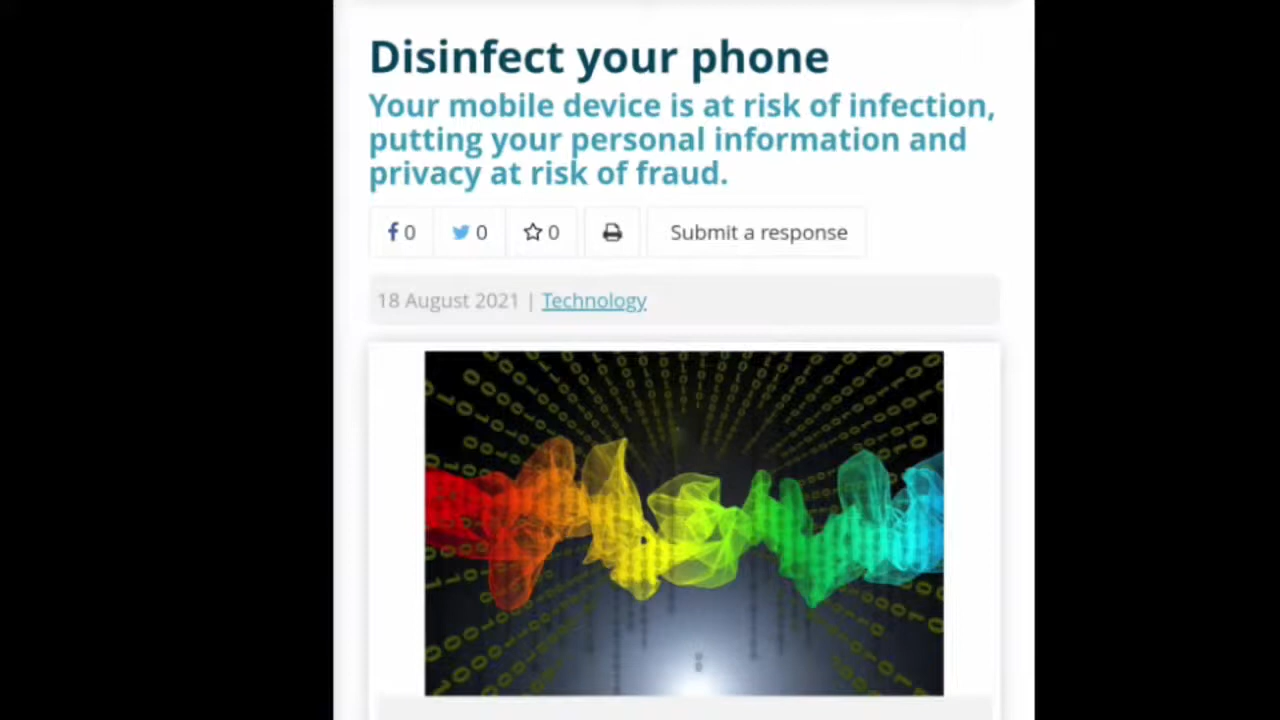 Disinfect your phone
Your mobile device is at risk of infection,
putting your personal information and
privacy at risk of fraud.
0 0 0 Submit a response
18 August 2021 | Technology